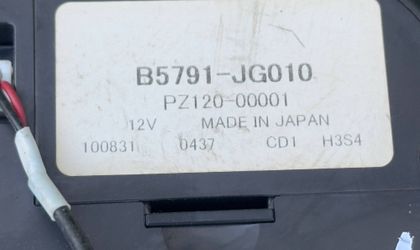 B5791-JG010
PZ120-00001
12V MADE IN JAPAN
100831 0437 CD1 H3S4